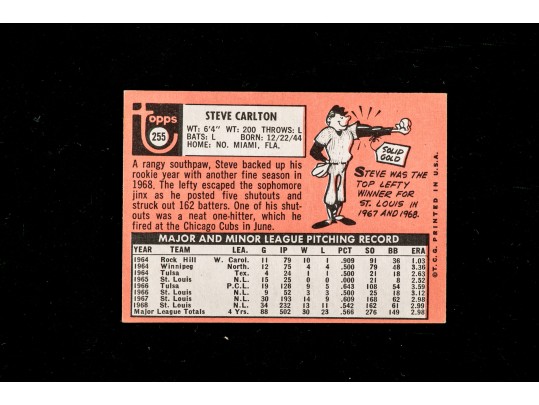 topps
255
STEVE CARLTON
WT: 6'4" WT: 200 THROWS: L
BATS: L BORN: 12/22/44
HOME: NO. MIAMI, FLA.
A rangy southpaw, Steve backed up his
rookie year with another fine season in
1968. The lefty escaped the sophomore
jinx as he posted five shutouts and
struck out 162 batters. One of his shut-
outs was a neat one-hitter, which he
fired at the Chicago Cubs in June.
SOLID
GOLD
STEVE WAS THE
TOP LEFTY
WINNER FOR
ST. LOUIS IN
1967 AND 1968.
MAJOR AND MINOR LEAGUE PITCHING RECORD
YEAR TEAM LEA. G IP W L PCT SO BB ERA
1964 Rock Hill W. Carol. 11 79 10 1 .909 91 36 1.03
1964 Winnipeg North. 12 75 4 4 .500 79 48 3.36
1964 Tulsa Tex. 4 24 1 1 .500 21 18 2.63
1965 St. Louis N.L. 15 25 0 0 .000 21 8 2.52
1966 Tulsa P.C.L. 19 128 9 5 .643 108 54 3.59
1966 St. Louis N.L. 9 52 3 3 .500 25 18 3.12
1967 St. Louis N.L. 30 193 14 9 .609 168 62 2.98
1968 St. Louis N.L. 34 232 13 11 .542 162 61 2.99
Major League Totals 4 Yrs. 88 502 30 23 .566 376 149 2.98
© T.C.G. PRINTED IN U.S.A.